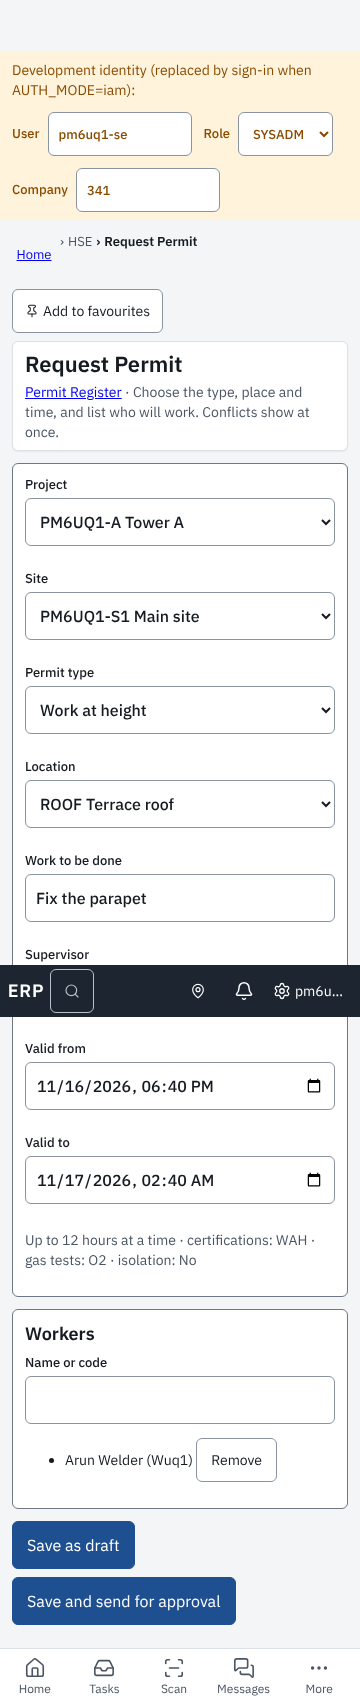 Development identity (replaced by sign-in when
AUTH_MODE=iam):
User pm6uq1-se Role SYSADM
Company 341
Home › HSE › Request Permit
Add to favourites
Request Permit
Permit Register · Choose the type, place and
time, and list who will work. Conflicts show at
once.
Project
PM6UQ1-A Tower A
Site
PM6UQ1-S1 Main site
Permit type
Work at height
Location
ROOF Terrace roof
Work to be done
Fix the parapet
Supervisor
ERP pm6u...
Valid from
11/16/2026, 06:40 PM
Valid to
11/17/2026, 02:40 AM
Up to 12 hours at a time · certifications: WAH ·
gas tests: O2 · isolation: No
Workers
Name or code
• Arun Welder (Wuq1) Remove
Save as draft
Save and send for approval
Home Tasks Scan Messages More